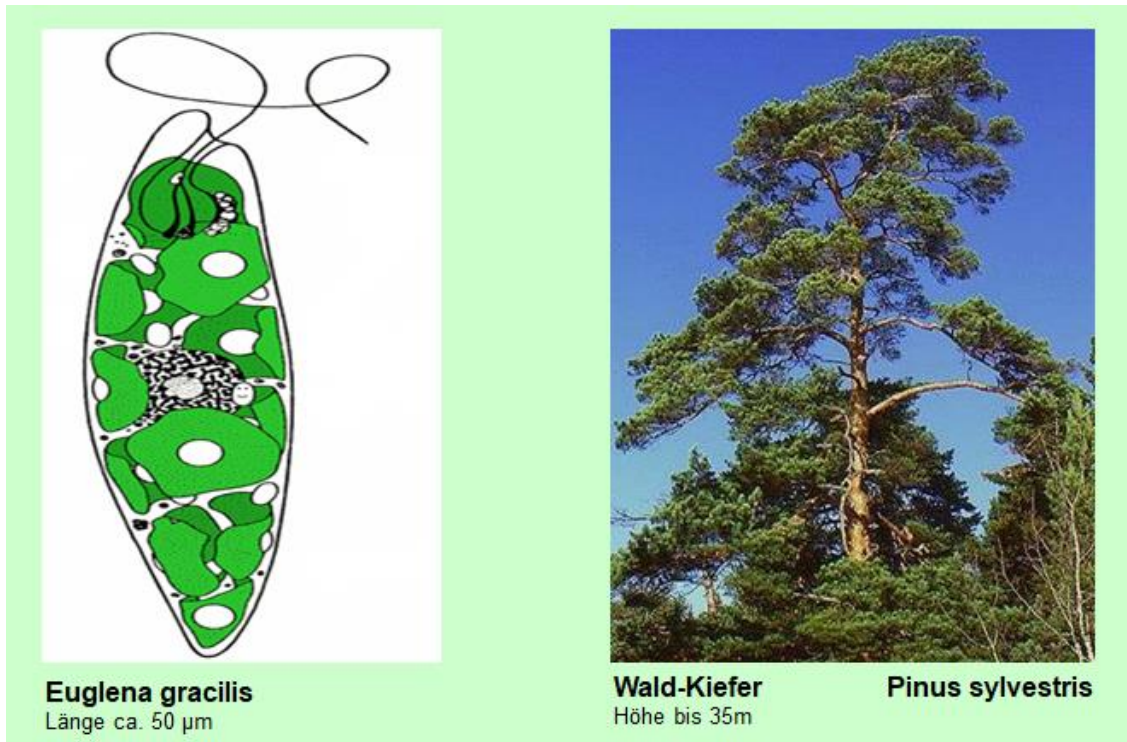 Euglena gracilis
Länge ca. 50 µm
Wald-Kiefer Pinus sylvestris
Höhe bis 35m